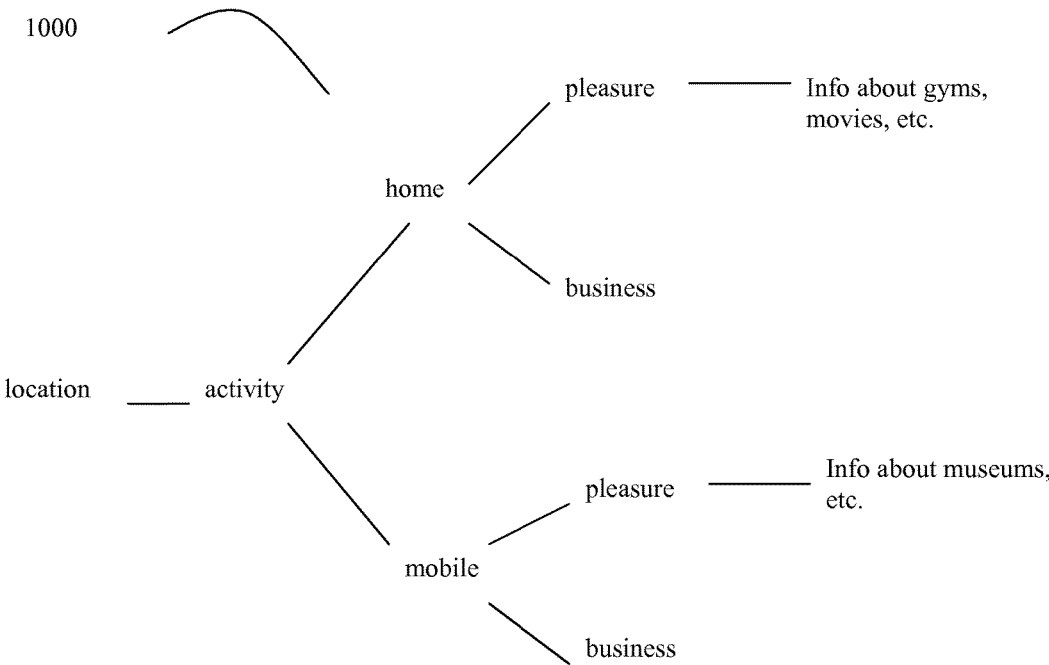 1000
pleasure
Info about gyms,
movies, etc.
home
business
location
activity
Info about museums,
etc.
pleasure
mobile
business